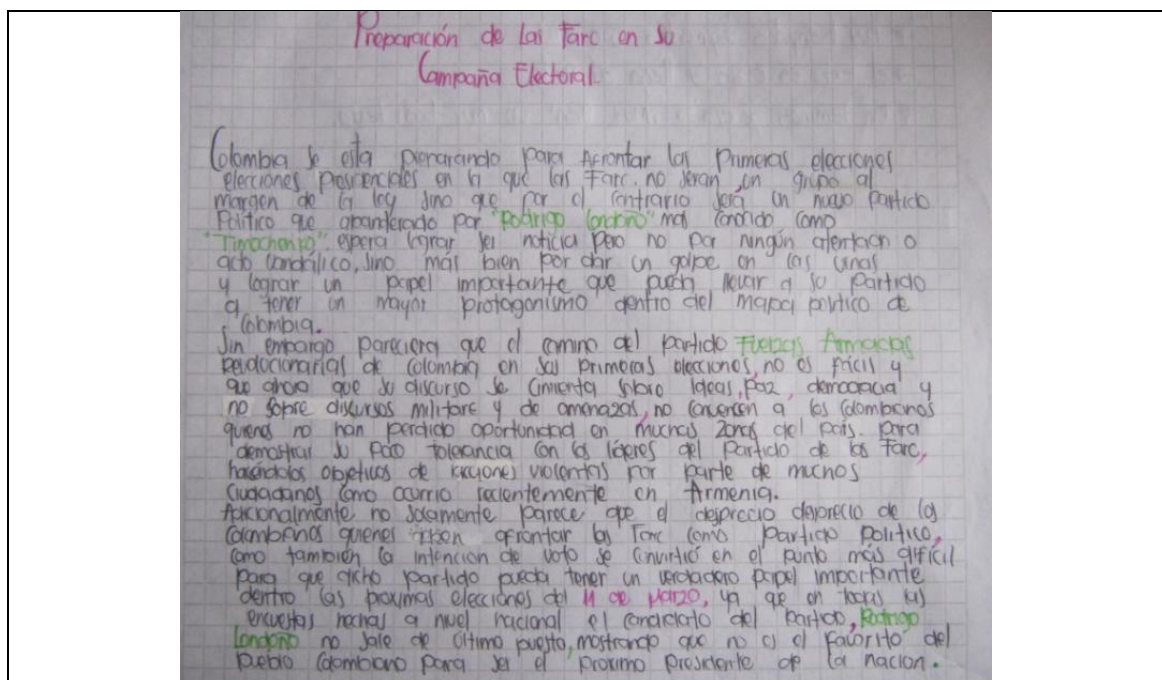 Preparación de las Farc en su
Campaña Electoral.
Colombia se esta preparando para Afrontar las Primeras elecciones
elecciones presidenciales en la que las Farc. no seran un grupo al
margen de la ley sino que por el contrario será un nuevo partido
Politico que abanderado por "Rodrigo Londoño" mas conocido como
"Timochenko" espera lograr ser noticia pero no por ningún atentado o
acto vandálico, sino más bien por dar un golpe en las urnas
y lograr un papel importante que pueda llevar a su Partido
a tener un mayor protagonismo dentro del mapa politico de
Colombia.
Sin embargo pareciera que el camino del partido Fuerzas Armadas
Revolucionarias de Colombia en sus primeras elecciones, no es fácil y
que ahora que su discurso se cimienta sobre Ideas, paz, democracia y
no sobre discursos militare y de amenazas, no convencen a los Colombianos
quienes no han perdido oportunidad en muchas zonas del país. Para
demostrar su poco tolerancia con los líderes del Partido de las Farc,
haciéndolos objetivos de acciones violentas por parte de muchos
Ciudadanos como ocurrio recientemente en Armenia.
Adicionalmente no solamente parece que el desprecio desprecio de los
Colombianos quienes afrontar las Farc como partido politico,
como también la intencion de voto se convirtió en el punto más difícil
para que dicho partido pueda tener un verdadero papel importante
dentro las proximas elecciones del 11 de Marzo, ya que en todas las
encuestas hechas a nivel nacional el candidato del partido, Rodrigo
Londoño no sale de último puesto, mostrando que no es el favorito del
pueblo Colombiano para ser el proximo presidente de la nacion.